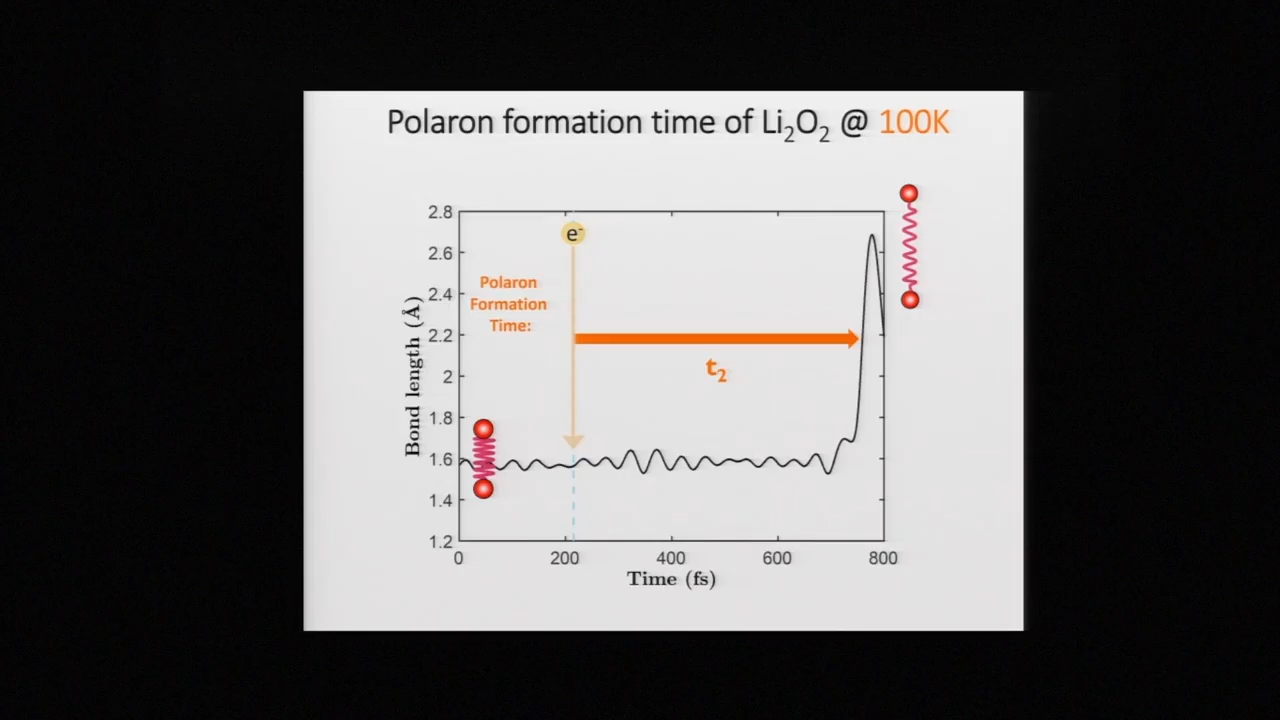 Polaron formation time of Li₂O₂ @ 100K
2.8
2.6
2.4
2.2
2
1.8
1.6
1.4
1.2
Bond length (Å)
e⁻
Polaron
Formation
Time:
t₂
0 200 400 600 800
Time (fs)